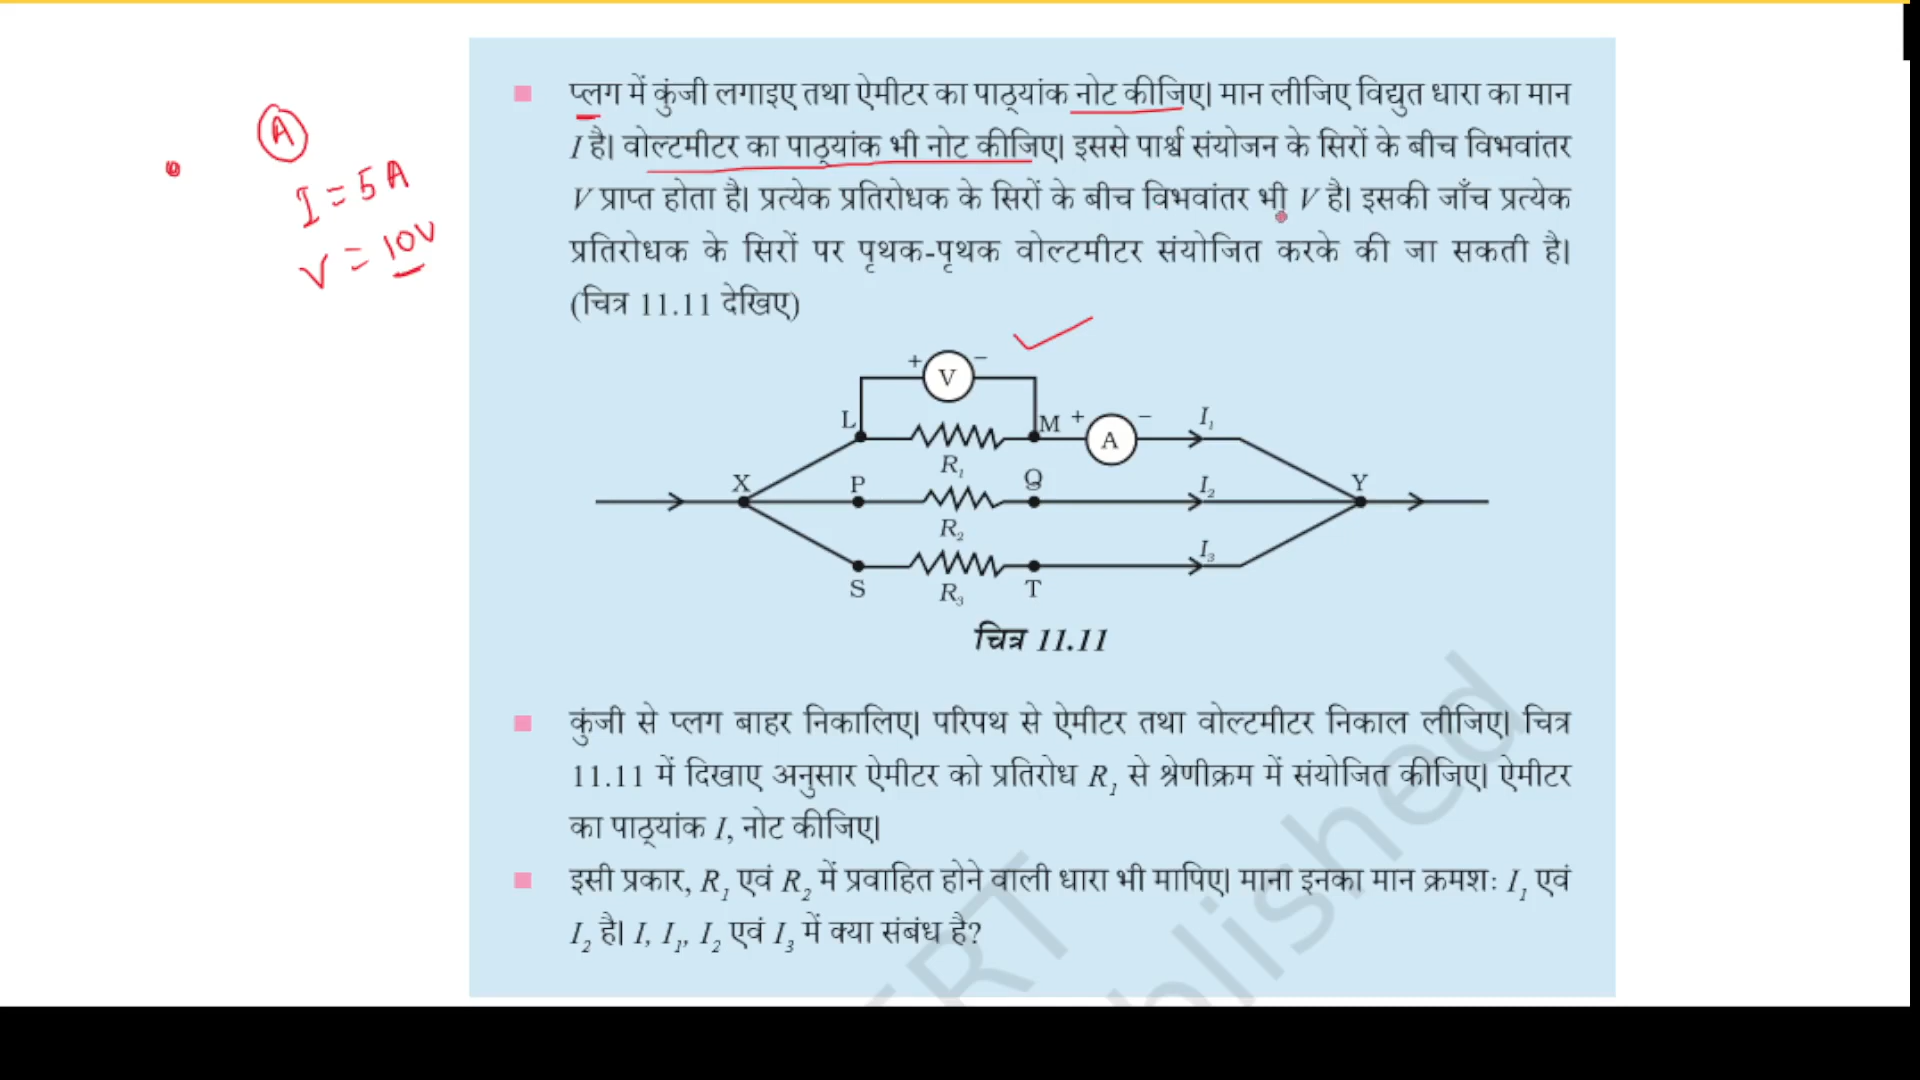 प्लग में कुंजी लगाइए तथा ऐमीटर का पाठ्यांक नोट कीजिए। मान लीजिए विद्युत धारा का मान
I है। वोल्टमीटर का पाठ्यांक भी नोट कीजिए। इससे पार्श्व संयोजन के सिरों के बीच विभवांतर
V प्राप्त होता है। प्रत्येक प्रतिरोधक के सिरों के बीच विभवांतर भी V है। इसकी जाँच प्रत्येक
प्रतिरोधक के सिरों पर पृथक-पृथक वोल्टमीटर संयोजित करके की जा सकती है।
(चित्र 11.11 देखिए)
A
I = 5A
V = 10V
+ V −
L M + A − I₁
R₁
X P Q I₂ Y
R₂
I₃
S R₃ T
चित्र 11.11
कुंजी से प्लग बाहर निकालिए। परिपथ से ऐमीटर तथा वोल्टमीटर निकाल लीजिए। चित्र
11.11 में दिखाए अनुसार ऐमीटर को प्रतिरोध R₁ से श्रेणीक्रम में संयोजित कीजिए। ऐमीटर
का पाठ्यांक I, नोट कीजिए।
इसी प्रकार, R₁ एवं R₂ में प्रवाहित होने वाली धारा भी मापिए। माना इनका मान क्रमशः I₁ एवं
I₂ है। I, I₁, I₂ एवं I₃ में क्या संबंध है?